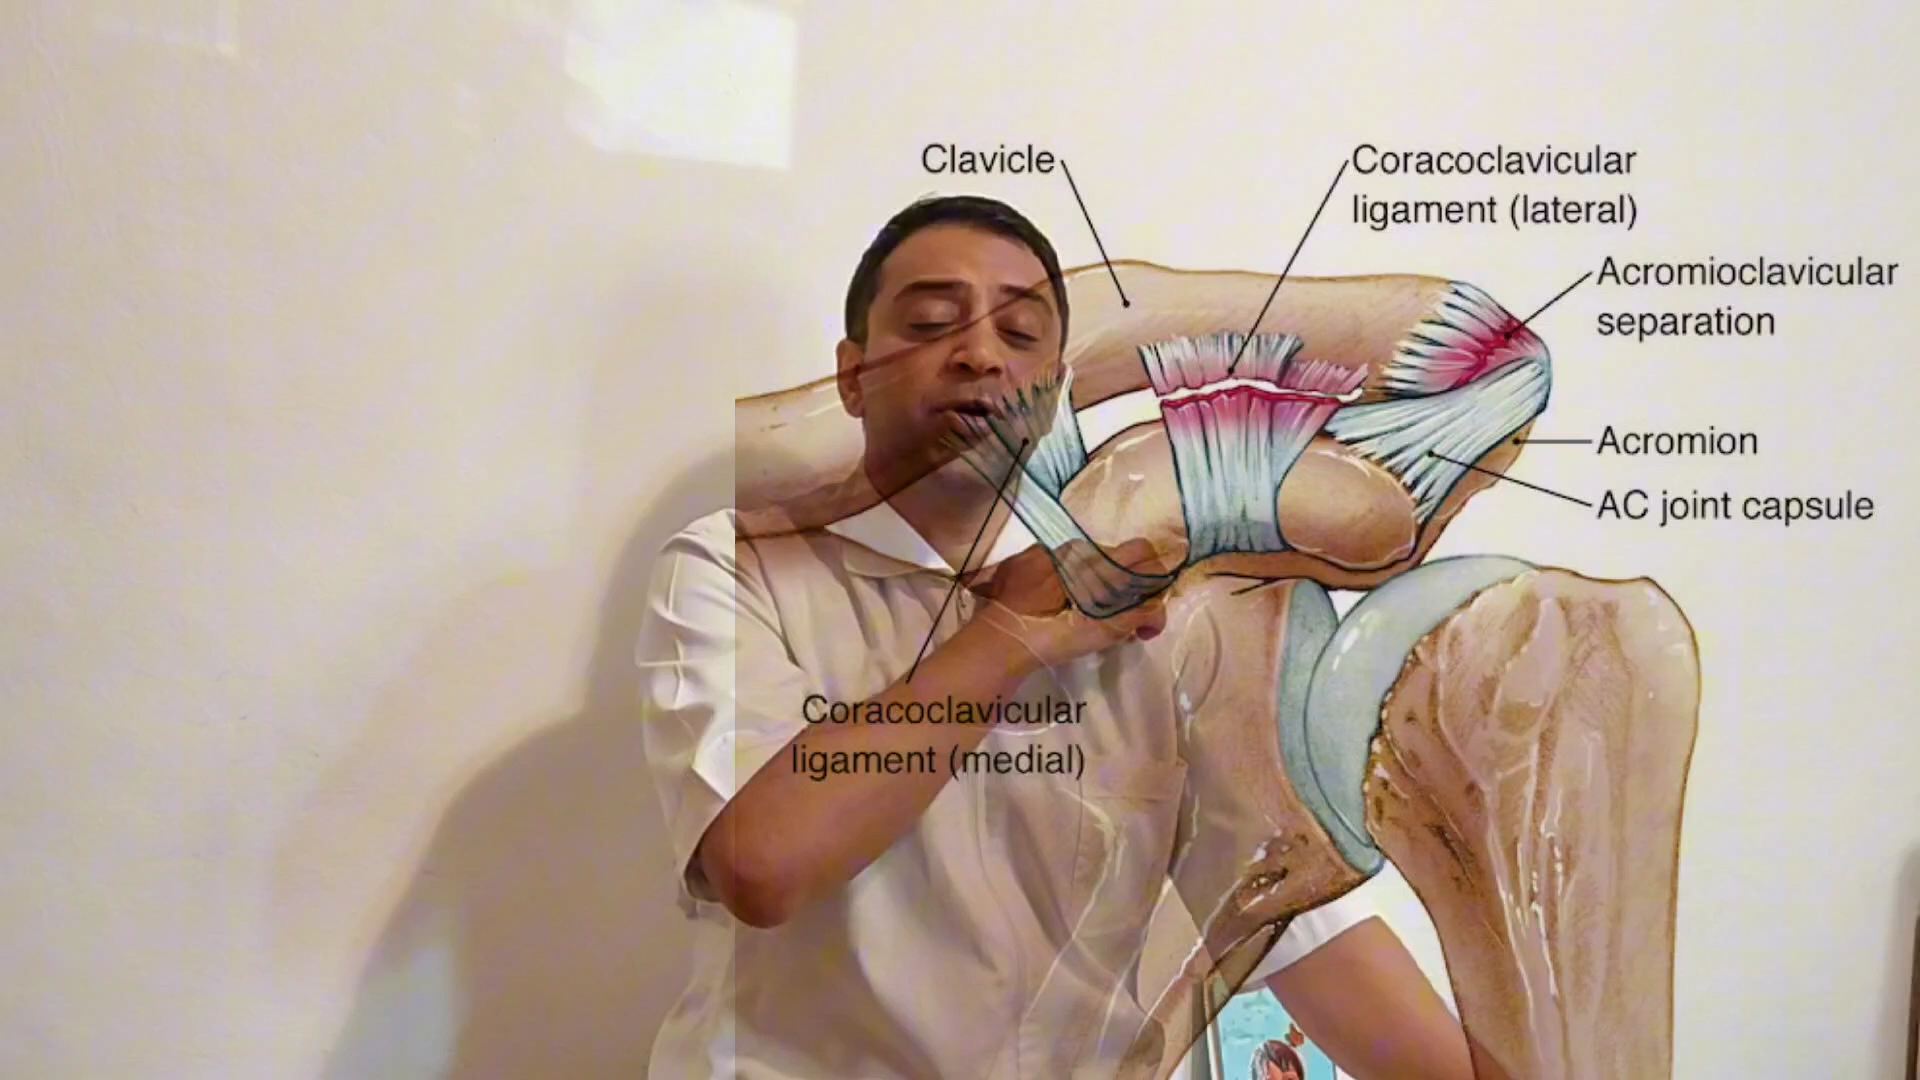 Clavicle
Coracoclavicular
ligament (lateral)
Acromioclavicular
separation
Acromion
AC joint capsule
Coracoclavicular
ligament (medial)